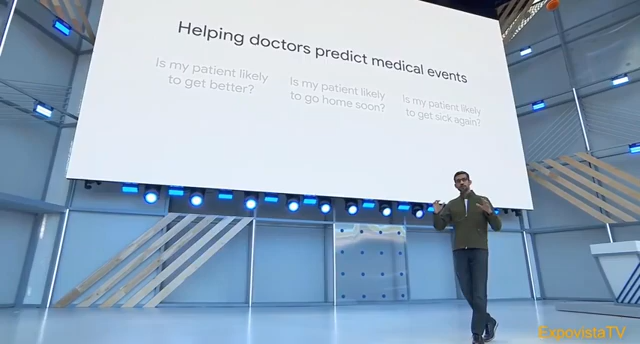 Helping doctors predict medical events
Is my patient likely
to get better?
Is my patient likely
to go home soon?
Is my patient likely
to get sick again?
ExpovistaTV